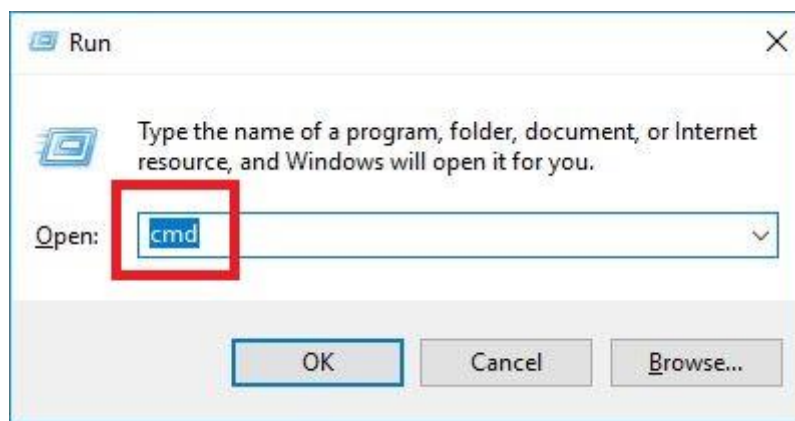 Run
Type the name of a program, folder, document, or Internet
resource, and Windows will open it for you.
Open: cmd
OK Cancel Browse...